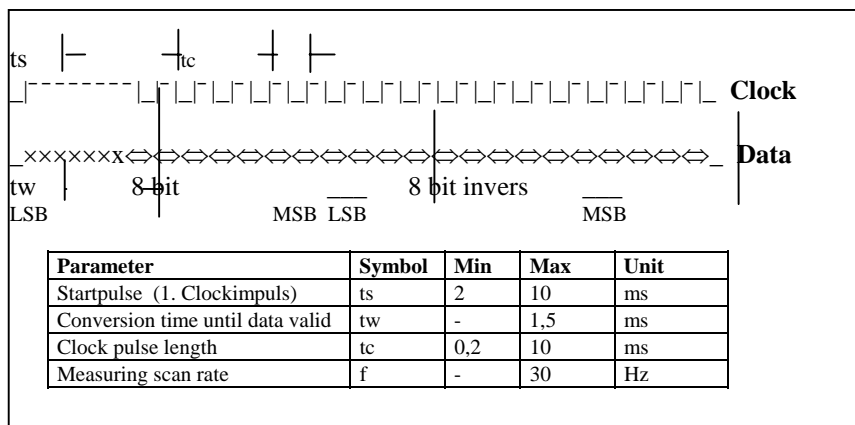 ts tc
_|¯¯¯¯¯¯¯¯|_|¯|_|¯|_|¯|_|¯|_|¯|_|¯|_|¯|_|¯|_|¯|_|¯|_|¯|_|¯|_|¯|_|¯|_ Clock
_××××××x⇔⇔⇔⇔⇔⇔⇔⇔⇔⇔⇔⇔⇔⇔⇔⇔⇔⇔⇔⇔⇔_ Data
tw 8 bit ___ 8 bit invers ___
LSB MSB LSB MSB
Parameter Symbol Min Max Unit
Startpulse (1. Clockimpuls) ts 2 10 ms
Conversion time until data valid tw - 1,5 ms
Clock pulse length tc 0,2 10 ms
Measuring scan rate f - 30 Hz